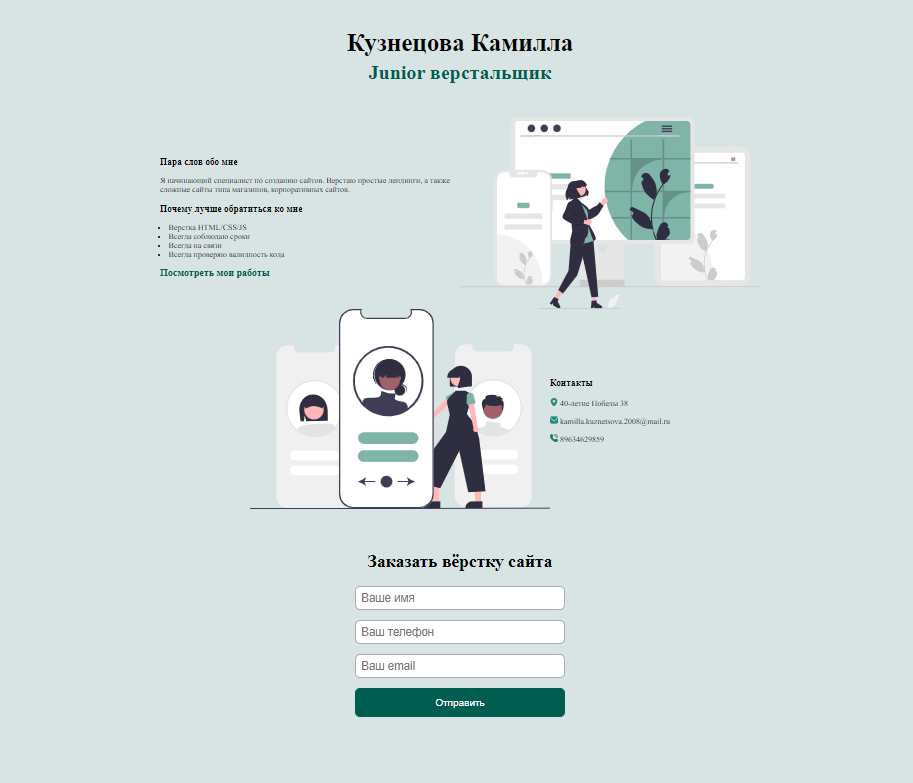 Кузнецова Камилла
Junior верстальщик
Пара слов обо мне
Я начинающий специалист по созданию сайтов. Верстаю простые лендинги, а также
сложные сайты типа магазинов, корпоративных сайтов.
Почему лучше обратиться ко мне
Верстка HTML/CSS/JS
Всегда соблюдаю сроки
Всегда на связи
Всегда проверяю валидность кода
Посмотреть мои работы
Контакты
40-летие Победы 38
kamilla.kuznetsova.2008@mail.ru
89634629859
Заказать вёрстку сайта
Ваше имя
Ваш телефон
Ваш email
Отправить